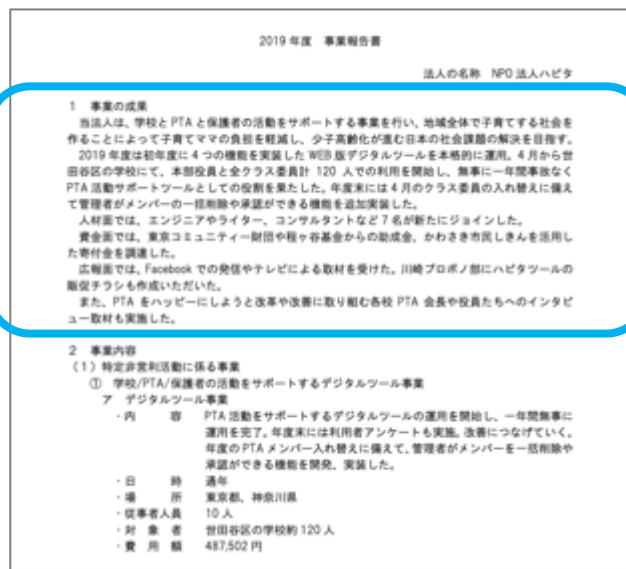 2019 年度　事業報告書
法人の名称　NPO 法人ハピタ
1　事業の成果
当法人は、学校と PTA と保護者の活動をサポートする事業を行い、地域全体で子育てする社会を
作ることによって子育てママの負担を軽減し、少子高齢化が進む日本の社会課題の解決を目指す。
2019 年度は初年度に 4 つの機能を実装した WEB 版デジタルツールを本格的に運用。4 月から世
田谷区の学校にて、本部役員と全クラス委員計 120 人での利用を開始し、無事に一年間事故なく
PTA 活動サポートツールとしての役割を果たした。年度末には 4 月のクラス委員の入れ替えに備え
て管理者がメンバーの一括削除や承認ができる機能を追加実装した。
人材面では、エンジニアやライター、コンサルタントなど 7 名が新たにジョインした。
資金面では、東京コミュニティー財団や程ヶ谷基金からの助成金、かわさき市民しきんを活用し
た寄付金を調達した。
広報面では、Facebook での発信やテレビによる取材を受けた。川崎プロボノ部にハピタツールの
販促チラシも作成いただいた。
また、PTA をハッピーにしようと改革や改善に取り組む各校 PTA 会長や役員たちへのインタビ
ュー取材も実施した。
2　事業内容
（1）特定非営利活動に係る事業
①　学校/PTA/保護者の活動をサポートするデジタルツール事業
ア　デジタルツール事業
・内　　容　PTA 活動をサポートするデジタルツールの運用を開始し、一年間無事に
運用を完了。年度末には利用者アンケートも実施。改善につなげていく。
年度の PTA メンバー入れ替えに備えて、管理者がメンバーを一括削除や
承認ができる機能を開発、実装した。
・日　　時　通年
・場　　所　東京都、神奈川県
・従事者人員　10 人
・対　象　者　世田谷区の学校約 120 人
・費　用　額　487,502 円